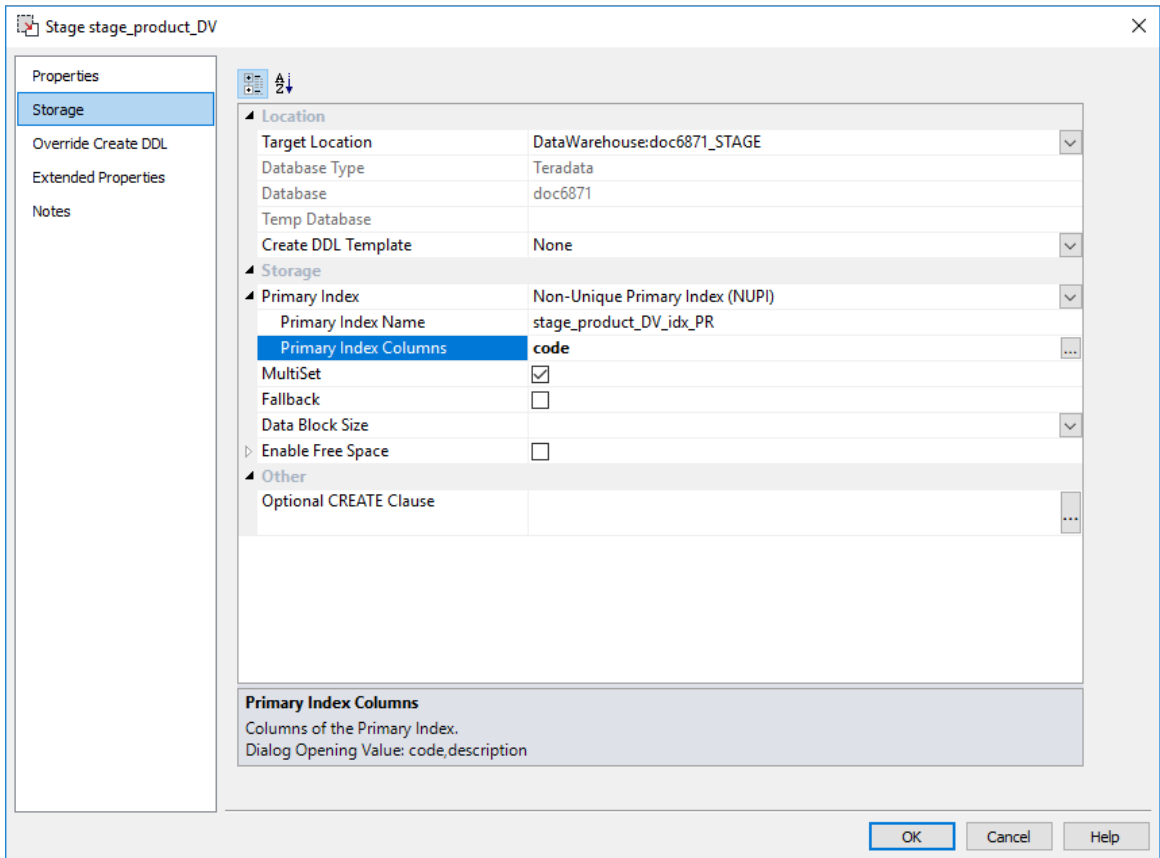 Stage stage_product_DV
Properties
Storage
Override Create DDL
Extended Properties
Notes
Location
Target Location DataWarehouse:doc6871_STAGE
Database Type Teradata
Database doc6871
Temp Database
Create DDL Template None
Storage
Primary Index Non-Unique Primary Index (NUPI)
Primary Index Name stage_product_DV_idx_PR
Primary Index Columns code ...
MultiSet
Fallback
Data Block Size
Enable Free Space
Other
Optional CREATE Clause ...
Primary Index Columns
Columns of the Primary Index.
Dialog Opening Value: code,description
OK Cancel Help